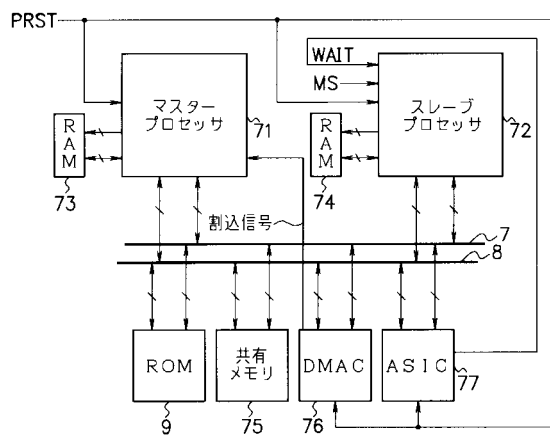 PRST
WAIT
MS
マスター
プロセッサ
71
スレーブ
プロセッサ
72
RAM
73
RAM
74
割込信号
7
8
ROM
9
共有
メモリ
75
DMAC
76
ASIC
77